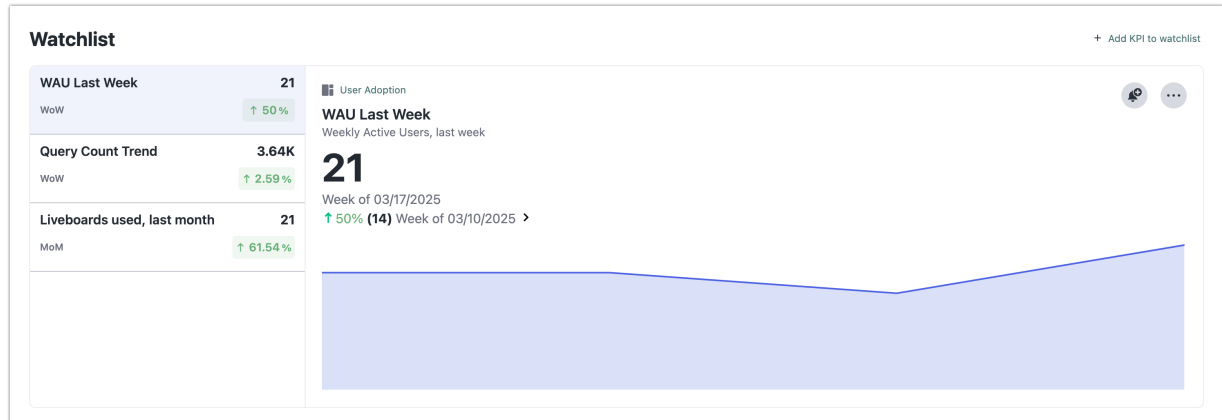 Watchlist
+ Add KPI to watchlist
WAU Last Week 21
WoW ↑ 50 %
Query Count Trend 3.64K
WoW ↑ 2.59 %
Liveboards used, last month 21
MoM ↑ 61.54 %
User Adoption
WAU Last Week
Weekly Active Users, last week
21
Week of 03/17/2025
↑ 50% (14) Week of 03/10/2025 >